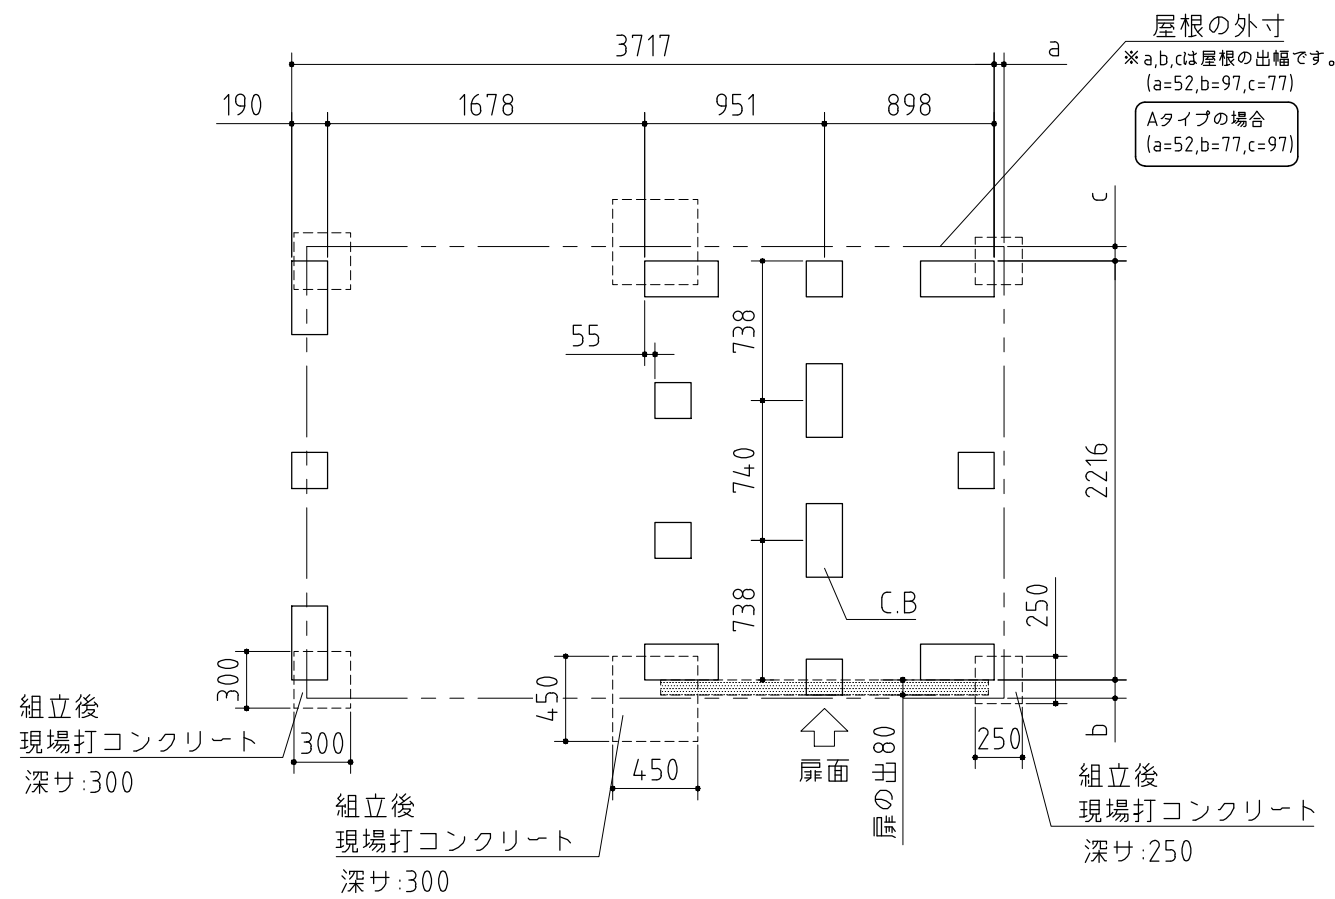 屋根の外寸
※a,b,cは屋根の出幅です。
(a=52,b=97,c=77)
Aタイプの場合
(a=52,b=77,c=97)
3717
a
190
1678
951
898
c
738
55
740
2216
738
C.B
250
300
450
b
組立後
現場打コンクリート
深サ:300
300
450
扉面
扉の出80
250
組立後
現場打コンクリート
深サ:250
組立後
現場打コンクリート
深サ:300